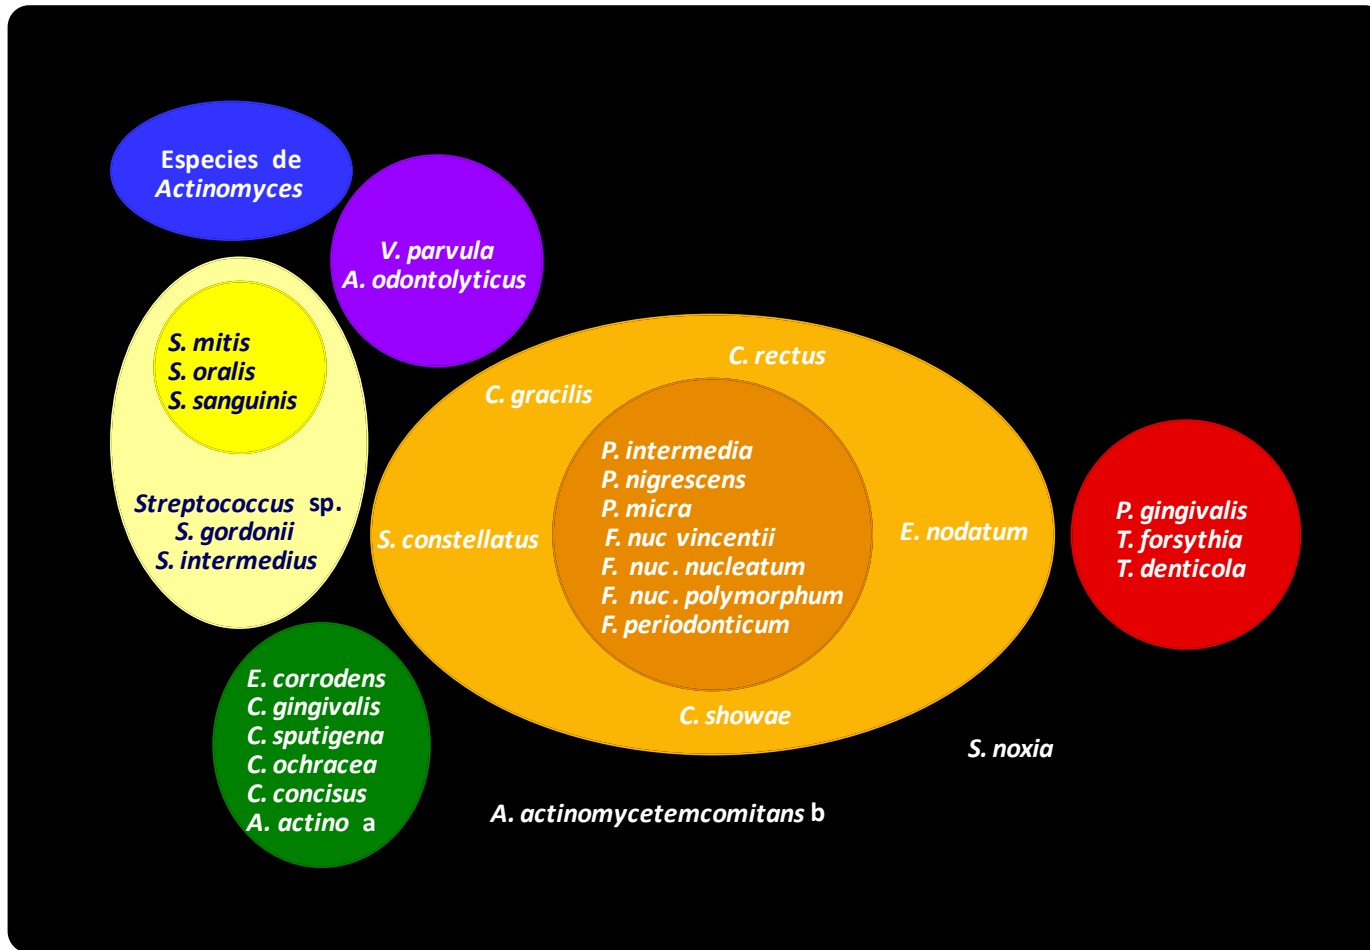 Especies de
Actinomyces
V. parvula
A. odontolyticus
S. mitis
S. oralis
S. sanguinis
Streptococcus sp.
S. gordonii
S. intermedius
C. rectus
C. gracilis
P. intermedia
P. nigrescens
P. micra
F. nuc vincentii
F. nuc. nucleatum
F. nuc. polymorphum
F. periodonticum
S. constellatus
E. nodatum
C. showae
P. gingivalis
T. forsythia
T. denticola
E. corrodens
C. gingivalis
C. sputigena
C. ochracea
C. concisus
A. actino a
S. noxia
A. actinomycetemcomitans b